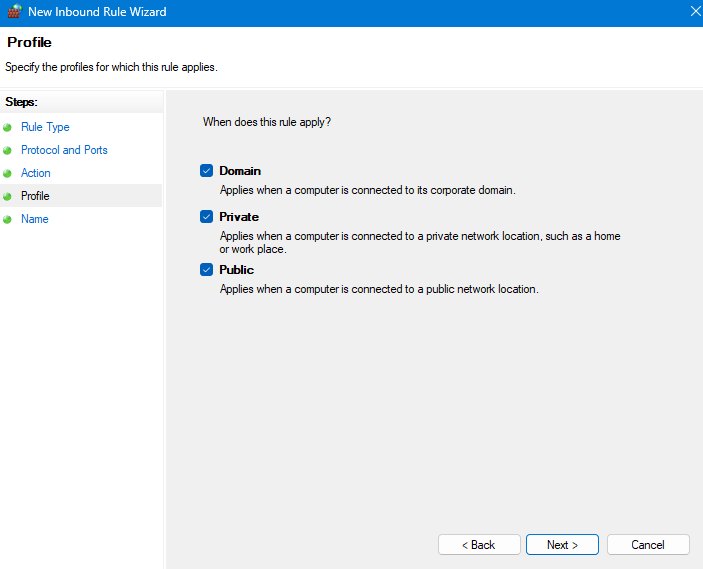 New Inbound Rule Wizard
Profile
Specify the profiles for which this rule applies.
Steps:
Rule Type
Protocol and Ports
Action
Profile
Name
When does this rule apply?
Domain
Applies when a computer is connected to its corporate domain.
Private
Applies when a computer is connected to a private network location, such as a home
or work place.
Public
Applies when a computer is connected to a public network location.
< Back
Next >
Cancel